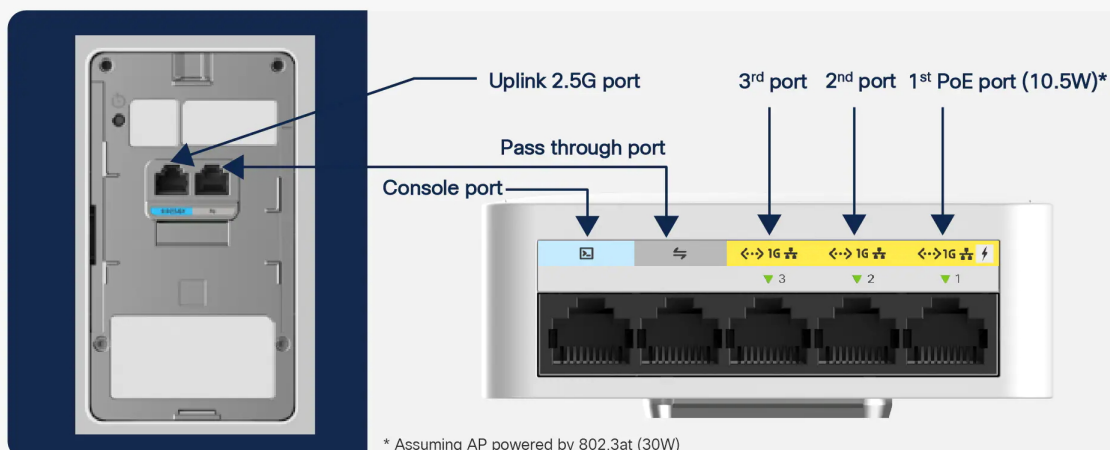 Uplink 2.5G port
3rd port 2nd port 1st PoE port (10.5W)*
Pass through port
Console port
1G 1G 1G
3 2 1
* Assuming AP powered by 802.3at (30W)